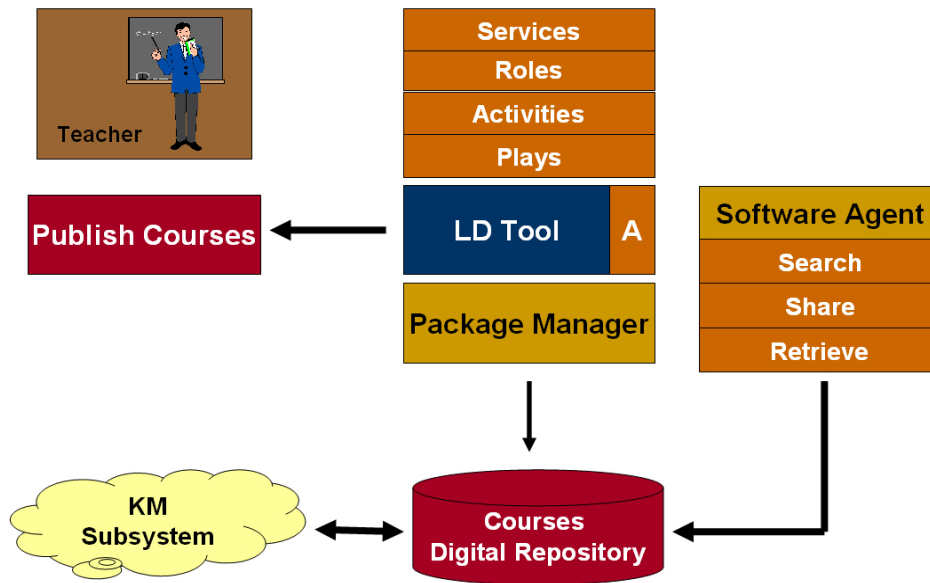 Teacher
Services
Roles
Activities
Plays
Publish Courses
LD Tool
A
Package Manager
Software Agent
Search
Share
Retrieve
KM
Subsystem
Courses
Digital Repository